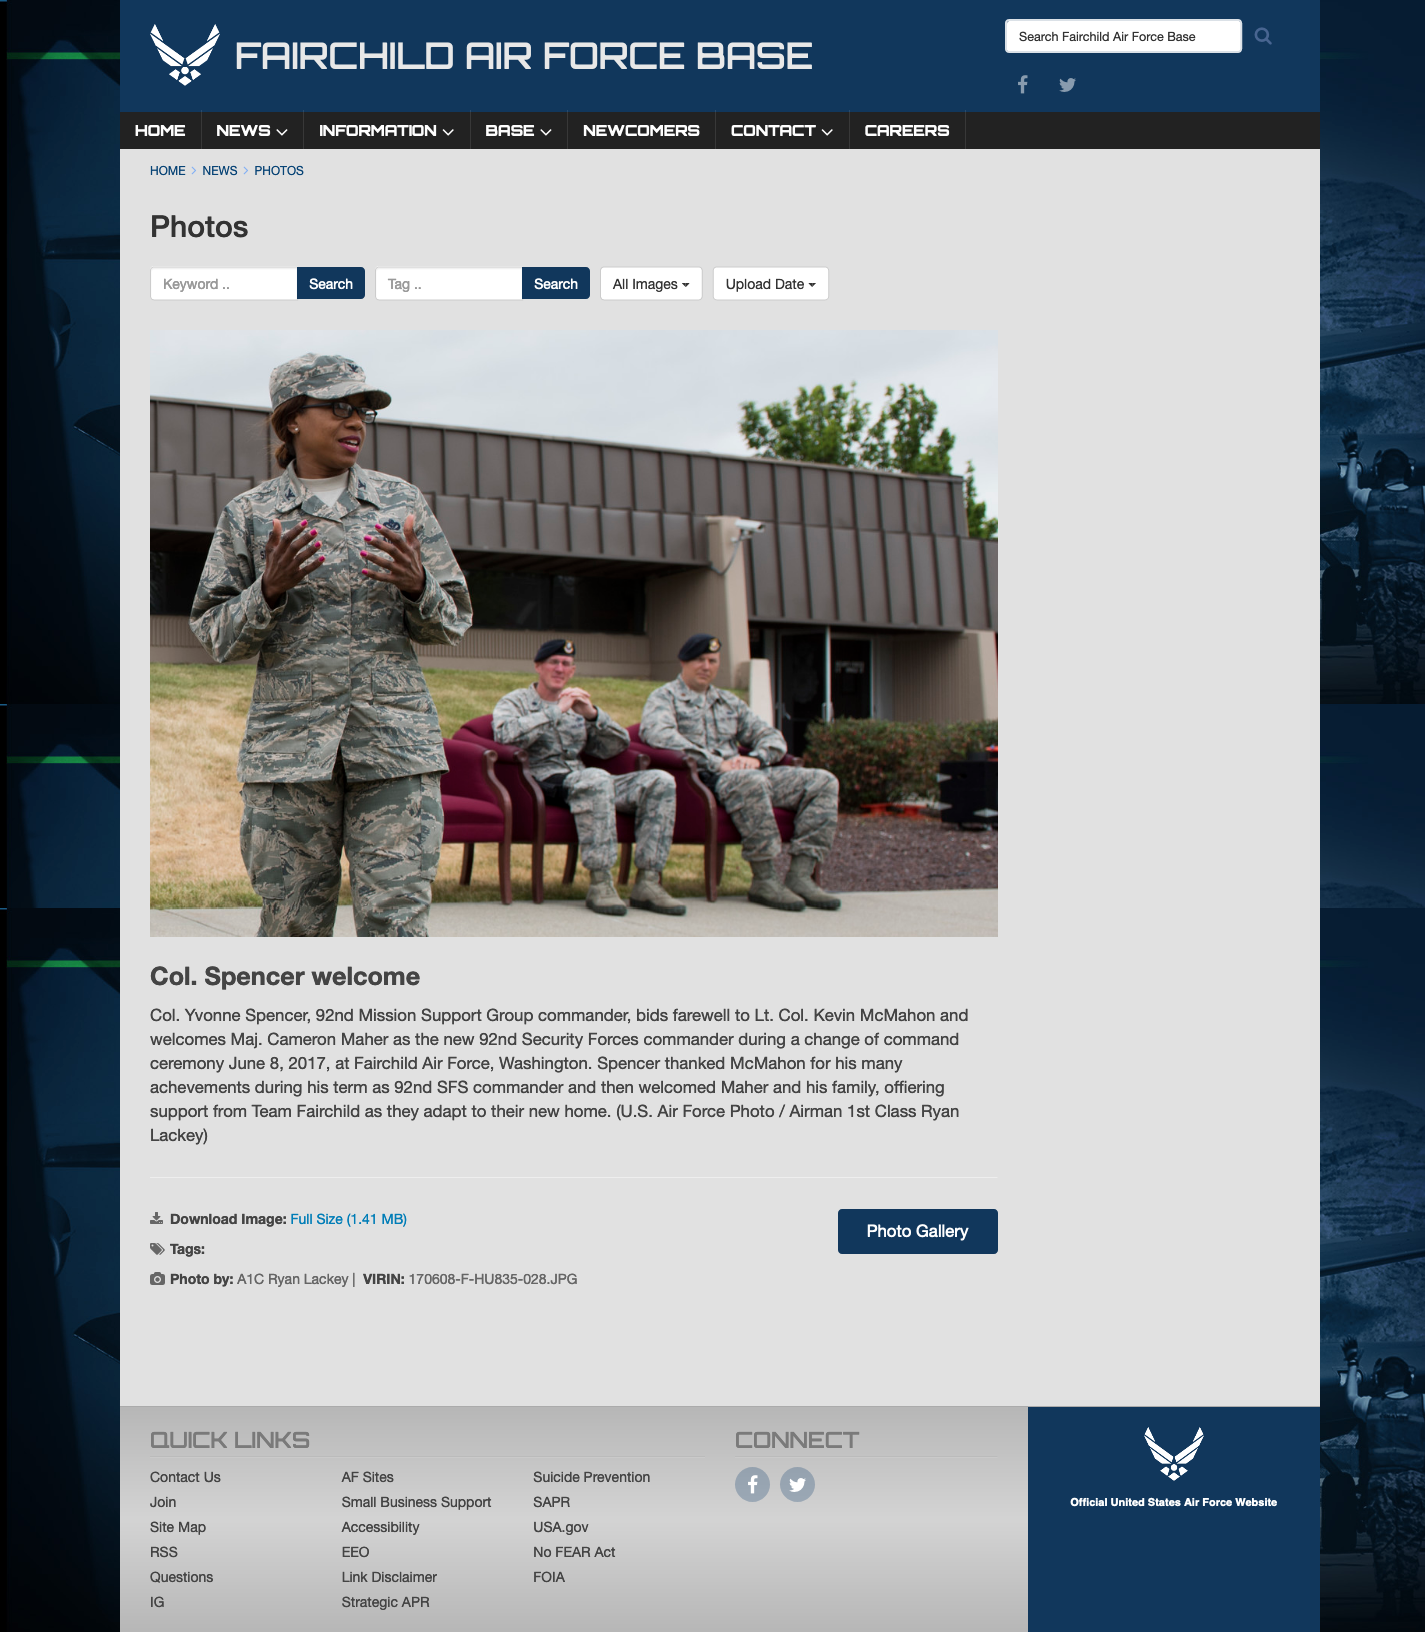 FAIRCHILD AIR FORCE BASE
Search Fairchild Air Force Base
HOME NEWS INFORMATION BASE NEWCOMERS CONTACT CAREERS
HOME > NEWS > PHOTOS
Photos
Keyword .. Search Tag .. Search All Images Upload Date
Col. Spencer welcome
Col. Yvonne Spencer, 92nd Mission Support Group commander, bids farewell to Lt. Col. Kevin McMahon and
welcomes Maj. Cameron Maher as the new 92nd Security Forces commander during a change of command
ceremony June 8, 2017, at Fairchild Air Force, Washington. Spencer thanked McMahon for his many
achevements during his term as 92nd SFS commander and then welcomed Maher and his family, offiering
support from Team Fairchild as they adapt to their new home. (U.S. Air Force Photo / Airman 1st Class Ryan
Lackey)
Download Image: Full Size (1.41 MB)
Photo Gallery
Tags:
Photo by: A1C Ryan Lackey | VIRIN: 170608-F-HU835-028.JPG
QUICK LINKS
Contact Us
Join
Site Map
RSS
Questions
IG
AF Sites
Small Business Support
Accessibility
EEO
Link Disclaimer
Strategic APR
Suicide Prevention
SAPR
USA.gov
No FEAR Act
FOIA
CONNECT
Official United States Air Force Website